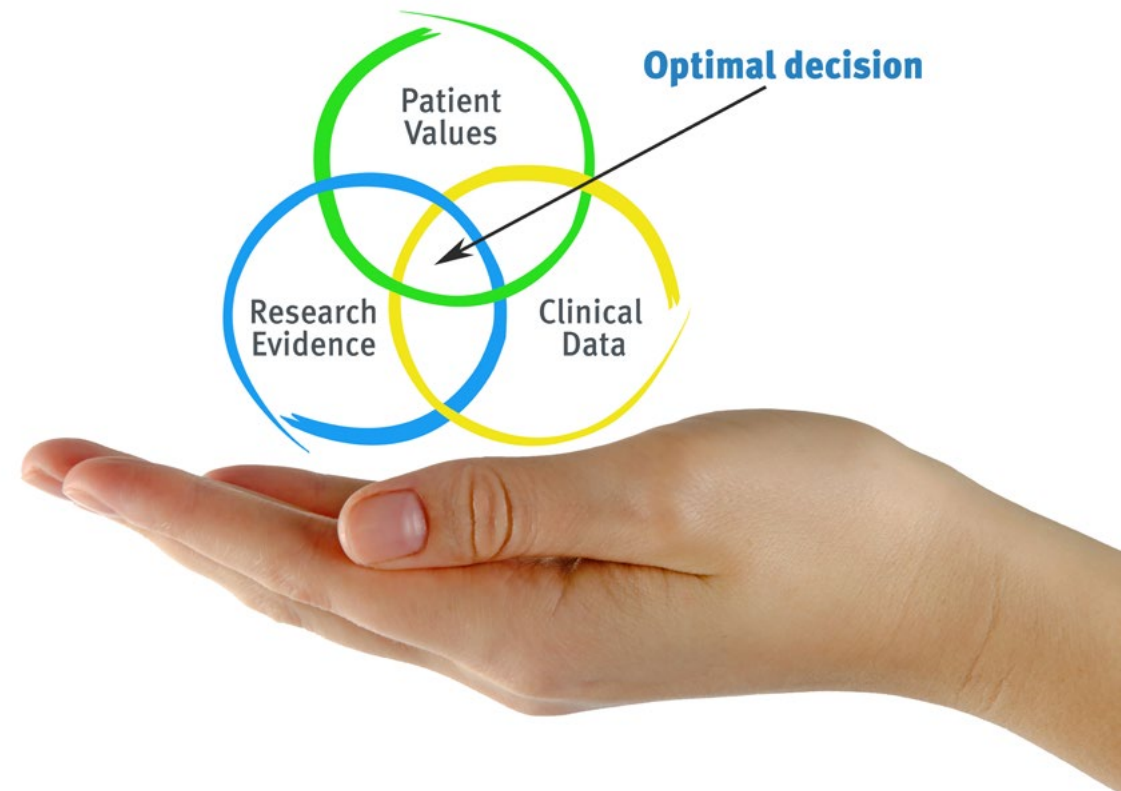 Optimal decision
Patient
Values
Research
Evidence
Clinical
Data